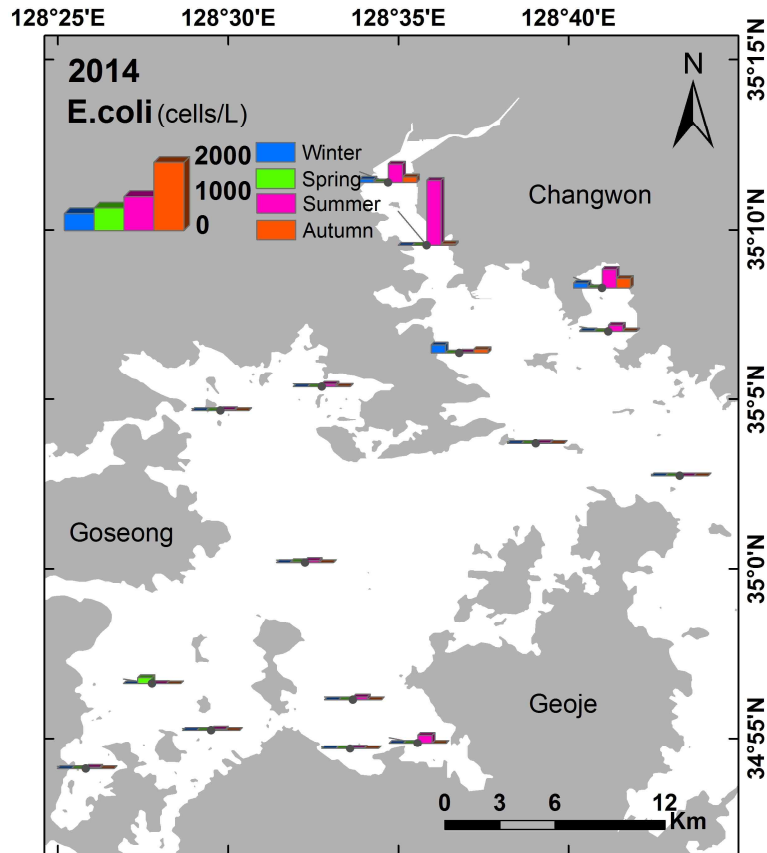 128°25'E 128°30'E 128°35'E 128°40'E
2014
E.coli (cells/L)
2000
1000
0
Winter
Spring
Summer
Autumn
N
Changwon
Goseong
Geoje
35°15'N
35°10'N
35°5'N
35°0'N
34°55'N
0 3 6 12
Km